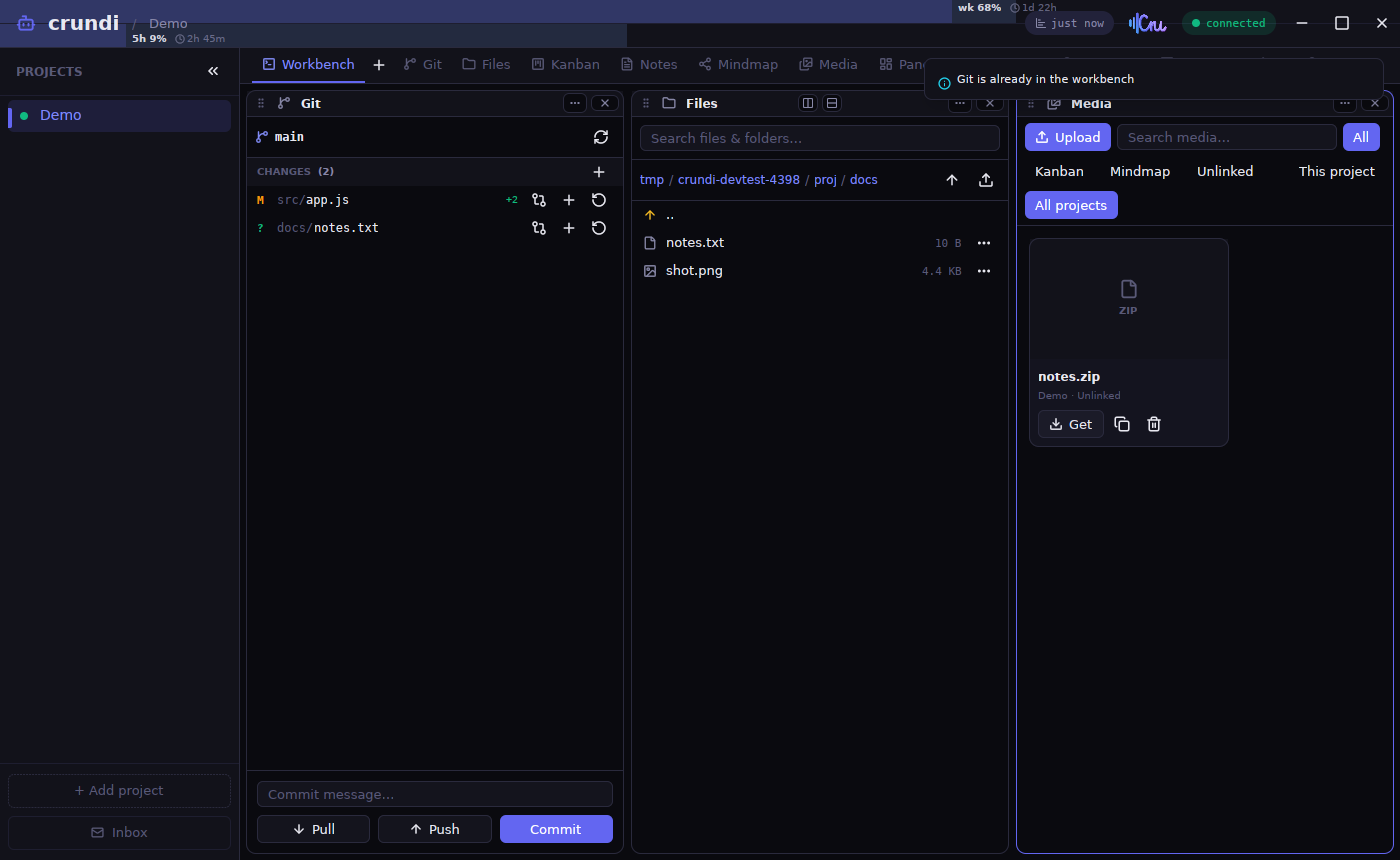 wk 68% 1d 22h
crundi / Demo
5h 9% 2h 45m
just now
Cru
connected
PROJECTS
Workbench
Git
Files
Kanban
Notes
Mindmap
Media
Git is already in the workbench
Demo
Git
main
CHANGES (2)
M src/app.js +2
? docs/notes.txt
Commit message...
Pull
Push
Commit
Files
Search files & folders...
tmp / crundi-devtest-4398 / proj / docs
..
notes.txt 10 B
shot.png 4.4 KB
Media
Upload
Search media...
All
Kanban
Mindmap
Unlinked
This project
All projects
ZIP
notes.zip
Demo · Unlinked
Get
+ Add project
Inbox